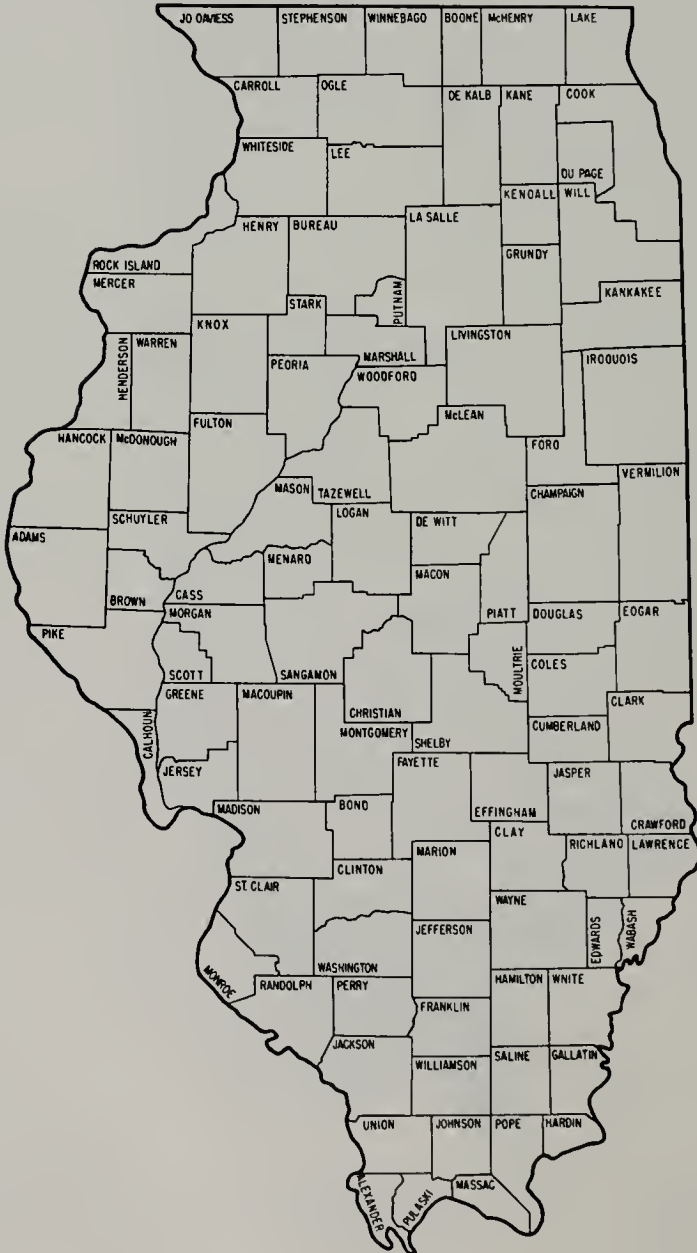 JO DAVIESS
STEPHENSON
WINNEBAGO
BOONE
McHENRY
LAKE
CARROLL
OGLE
DE KALB
KANE
COOK
WHITESIDE
LEE
DU PAGE
KENDALL
WILL
HENRY
BUREAU
LA SALLE
GRUNDY
ROCK ISLAND
MERCER
STARK
PUTNAM
KANKAKEE
KNOX
HENDERSON
WARREN
LIVINGSTON
PEORIA
MARSHALL
WOODFORD
IROQUOIS
FULTON
McLEAN
HANCOCK
McDONOUGH
FORD
VERMILION
MASON
TAZEWELL
CHAMPAIGN
SCHUYLER
LOGAN
DE WITT
ADAMS
MENARD
MACON
CASS
BROWN
MORGAN
PIATT
DOUGLAS
EDGAR
PIKE
SCOTT
SANGAMON
MOULTRIE
COLES
GREENE
MACOUPIN
CHRISTIAN
CLARK
CALHOUN
MONTGOMERY
SHELBY
CUMBERLAND
JERSEY
FAYETTE
JASPER
MADISON
BOND
EFFINGHAM
CRAWFORD
CLAY
RICHLAND
LAWRENCE
MARION
CLINTON
ST. CLAIR
WAYNE
EDWARDS
WABASH
JEFFERSON
WASHINGTON
MONROE
RANDOLPH
PERRY
HAMILTON
WHITE
FRANKLIN
JACKSON
WILLIAMSON
SALINE
GALLATIN
UNION
JOHNSON
POPE
HARDIN
ALEXANDER
PULASKI
MASSAC